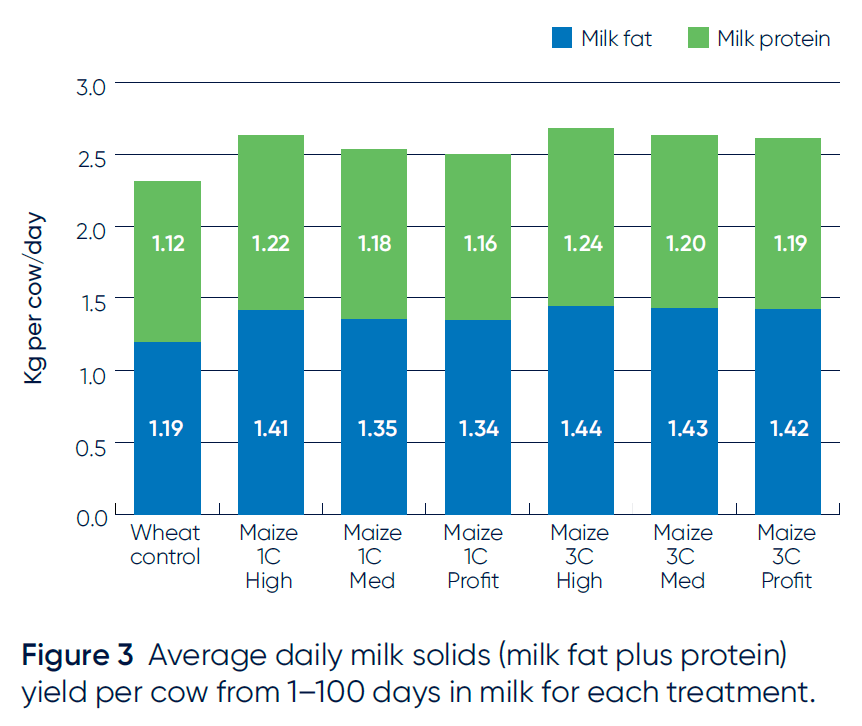 Milk fat Milk protein
3.0
2.5
2.0
1.5
1.0
0.5
0.0
Kg per cow/day
1.12 1.22 1.18 1.16 1.24 1.20 1.19
1.19 1.41 1.35 1.34 1.44 1.43 1.42
Wheat Maize Maize Maize Maize Maize Maize
control 1C 1C 1C 3C 3C 3C
High Med Profit High Med Profit
Figure 3 Average daily milk solids (milk fat plus protein)
yield per cow from 1–100 days in milk for each treatment.